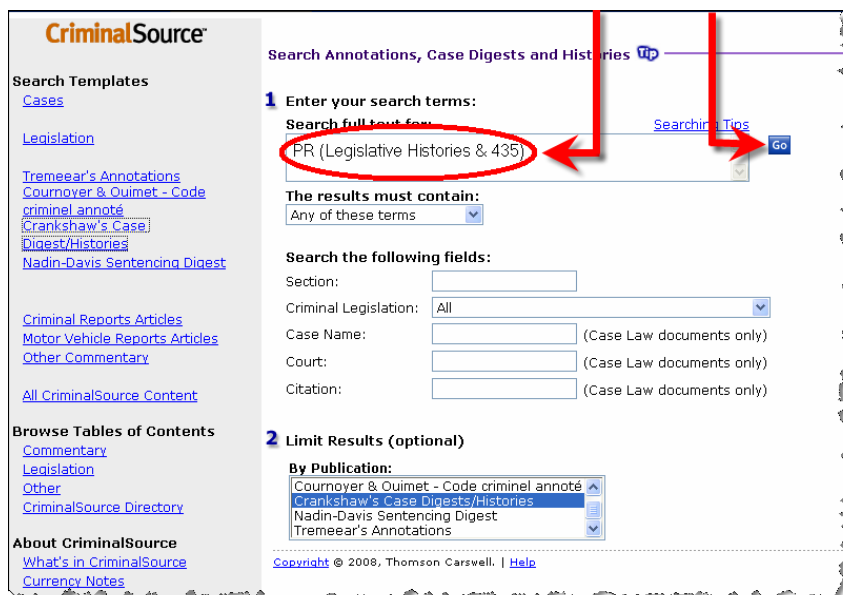 CriminalSource™
Search Templates
Cases
Legislation
Tremeear's Annotations
Cournoyer & Ouimet - Code
criminel annoté
Crankshaw's Case
Digest/Histories
Nadin-Davis Sentencing Digest
Criminal Reports Articles
Motor Vehicle Reports Articles
Other Commentary
All CriminalSource Content
Browse Tables of Contents
Commentary
Legislation
Other
CriminalSource Directory
About CriminalSource
What's in CriminalSource
Currency Notes
Search Annotations, Case Digests and Histories Tip
1 Enter your search terms:
Search full text for: Searching Tips
PR (Legislative Histories & 435)
Go
The results must contain:
Any of these terms
Search the following fields:
Section:
Criminal Legislation: All
Case Name: (Case Law documents only)
Court: (Case Law documents only)
Citation: (Case Law documents only)
2 Limit Results (optional)
By Publication:
Cournoyer & Ouimet - Code criminel annoté
Crankshaw's Case Digests/Histories
Nadin-Davis Sentencing Digest
Tremeear's Annotations
Copyright © 2008, Thomson Carswell. | Help